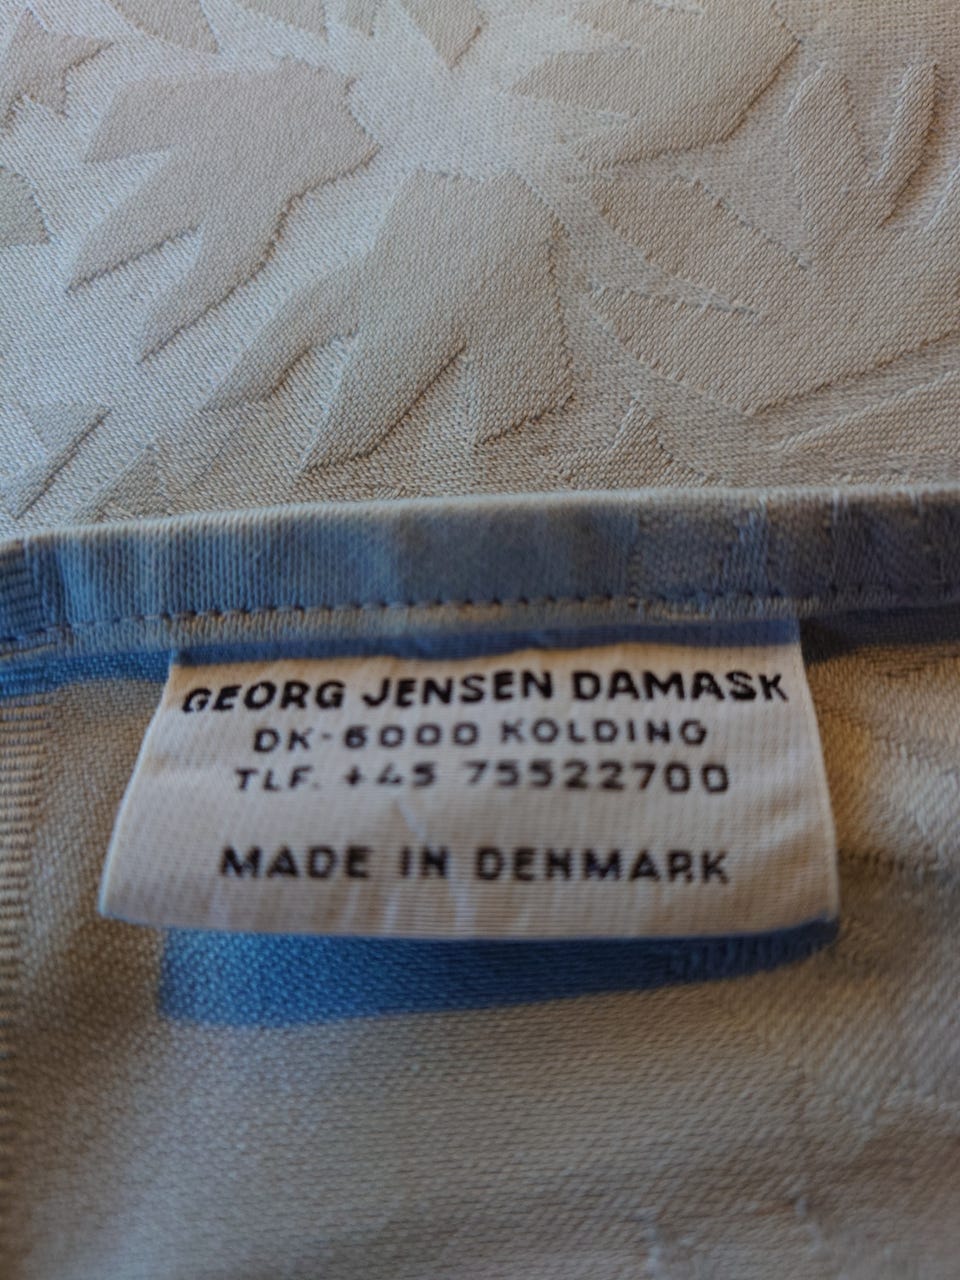 GEORG JENSEN DAMASK
DK-6000 KOLDING
TLF. +45 75522700
MADE IN DENMARK